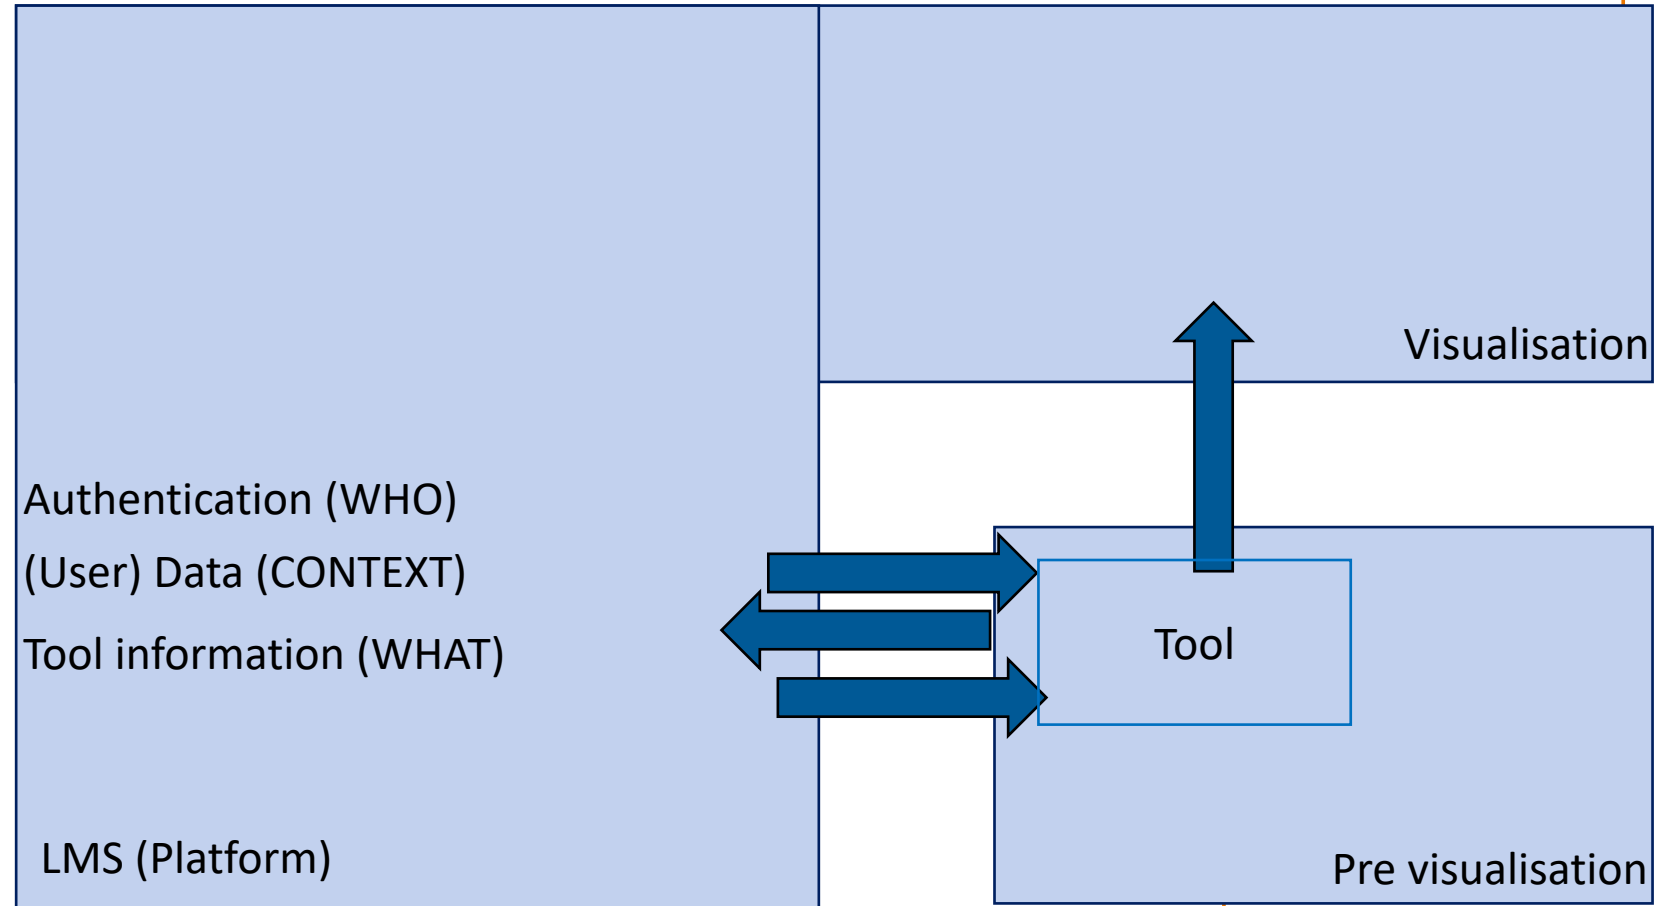 Visualisation
Authentication (WHO)
(User) Data (CONTEXT)
Tool information (WHAT)
Tool
LMS (Platform)
Pre visualisation